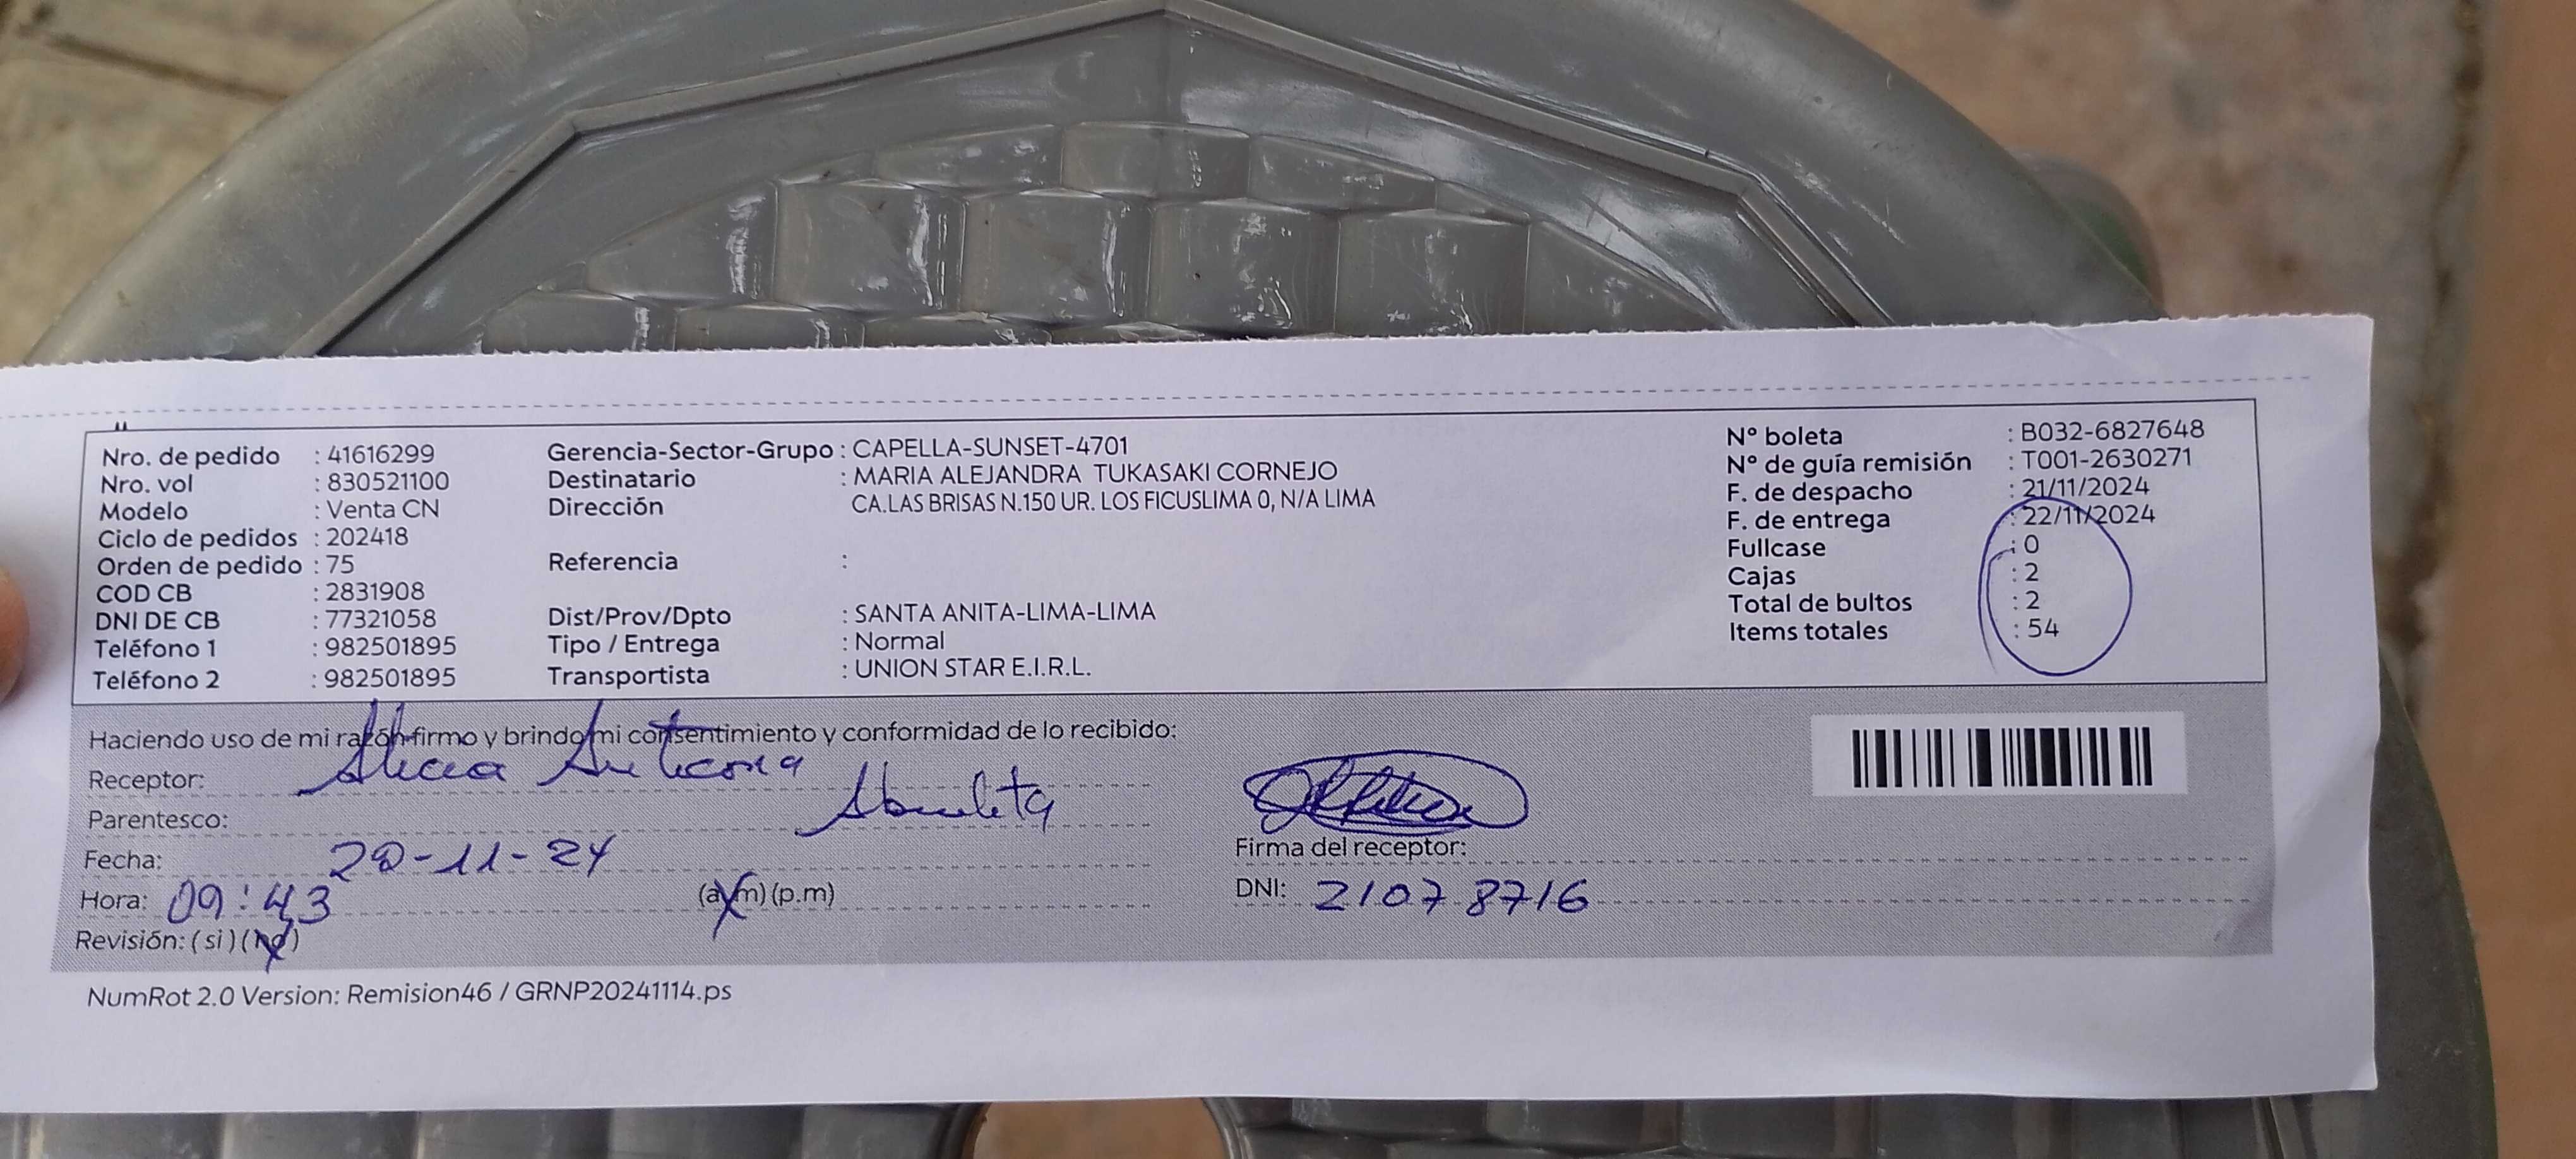 Nro. de pedido : 41616299
Nro. vol : 830521100
Modelo : Venta CN
Ciclo de pedidos : 202418
Orden de pedido : 75
COD CB : 2831908
DNI DE CB : 77321058
Teléfono 1 : 982501895
Teléfono 2 : 982501895
Gerencia-Sector-Grupo : CAPELLA-SUNSET-4701
Destinatario : MARIA ALEJANDRA TUKASAKI CORNEJO
Dirección CA.LAS BRISAS N.150 UR. LOS FICUSLIMA 0, N/A LIMA
Referencia :
Dist/Prov/Dpto : SANTA ANITA-LIMA-LIMA
Tipo / Entrega : Normal
Transportista : UNION STAR E.I.R.L.
N° boleta : B032-6827648
N° de guía remisión : T001-2630271
F. de despacho : 21/11/2024
F. de entrega : 22/11/2024
Fullcase : 0
Cajas : 2
Total de bultos : 2
Items totales : 54
Haciendo uso de mi razón firmo y brindo mi consentimiento y conformidad de lo recibido:
Receptor: Alicia Anticona
Parentesco: Abuelita
Fecha: -11-24
Hora: 09:43 (a.m) (p.m)
Revisión: (si) (no)
Firma del receptor:
DNI: 21078716
NumRot 2.0 Version: Remision46 / GRNP20241114.ps